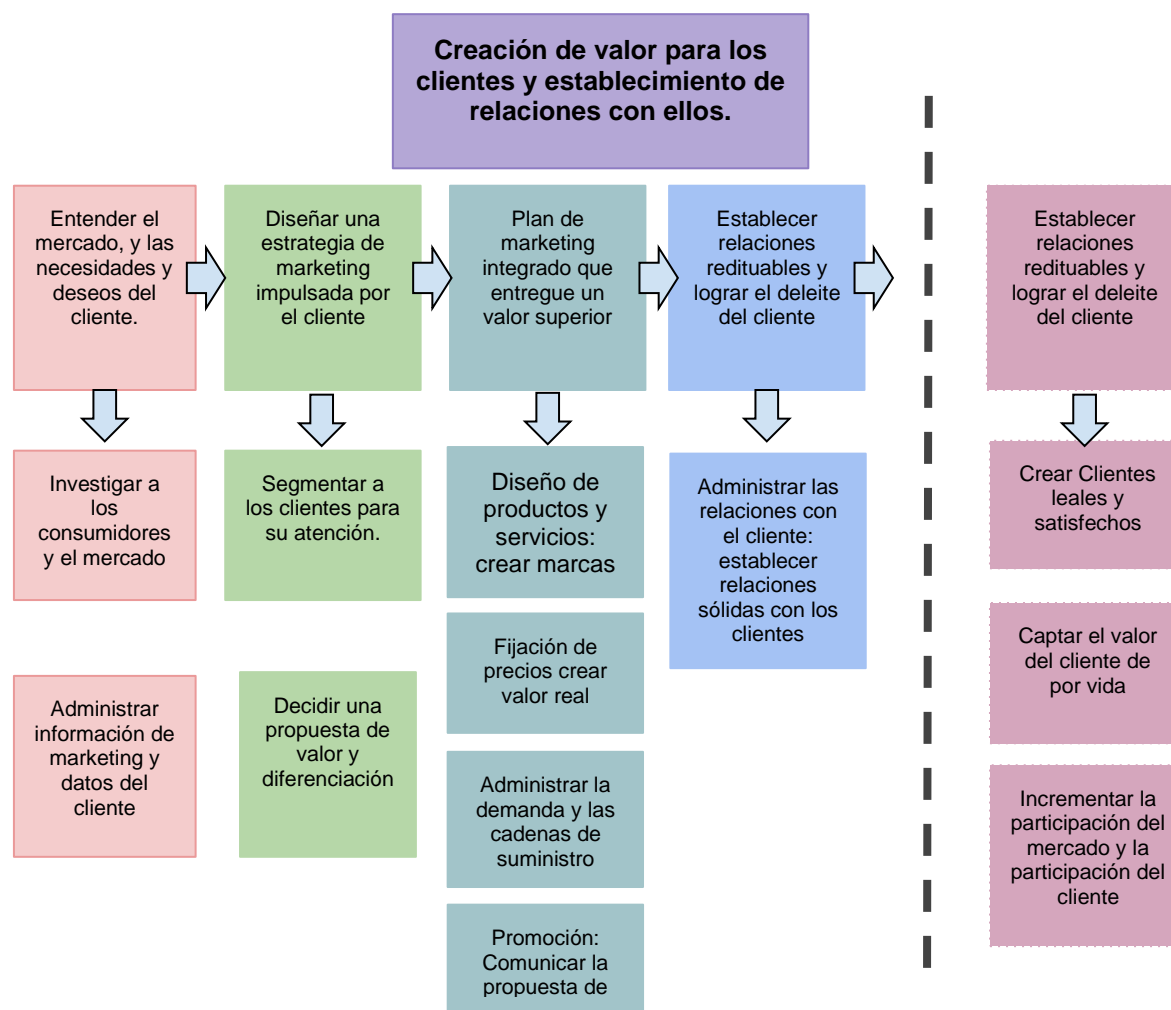 Creación de valor para los
clientes y establecimiento de
relaciones con ellos.
Entender el
mercado, y las
necesidades y
deseos del
cliente.
Diseñar una
estrategia de
marketing
impulsada por
el cliente
Plan de
marketing
integrado que
entregue un
valor superior
Establecer
relaciones
redituables y
lograr el deleite
del cliente
Establecer
relaciones
redituables y
lograr el deleite
del cliente
Investigar a
los
consumidores
y el mercado
Segmentar a
los clientes para
su atención.
Diseño de
productos y
servicios:
crear marcas
Administrar las
relaciones con
el cliente:
establecer
relaciones
sólidas con los
clientes
Crear Clientes
leales y
satisfechos
Administrar
información de
marketing y
datos del
cliente
Decidir una
propuesta de
valor y
diferenciación
Fijación de
precios crear
valor real
Captar el valor
del cliente de
por vida
Administrar la
demanda y las
cadenas de
suministro
Incrementar la
participación del
mercado y la
participación del
cliente
Promoción:
Comunicar la
propuesta de